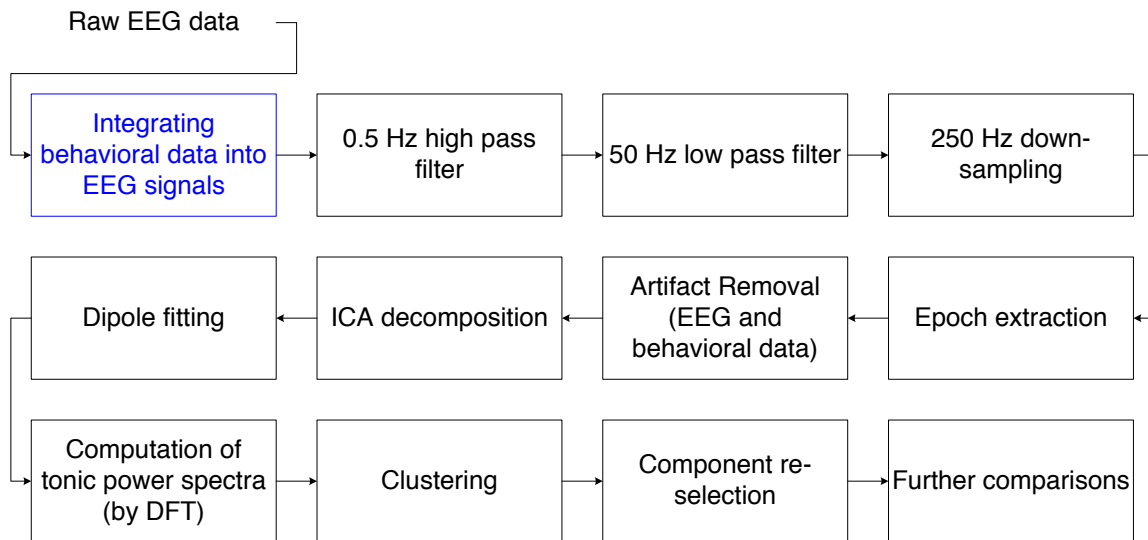 Raw EEG data
Integrating
behavioral data into
EEG signals
0.5 Hz high pass
filter
50 Hz low pass filter
250 Hz down-
sampling
Dipole fitting
ICA decomposition
Artifact Removal
(EEG and
behavioral data)
Epoch extraction
Computation of
tonic power spectra
(by DFT)
Clustering
Component re-
selection
Further comparisons